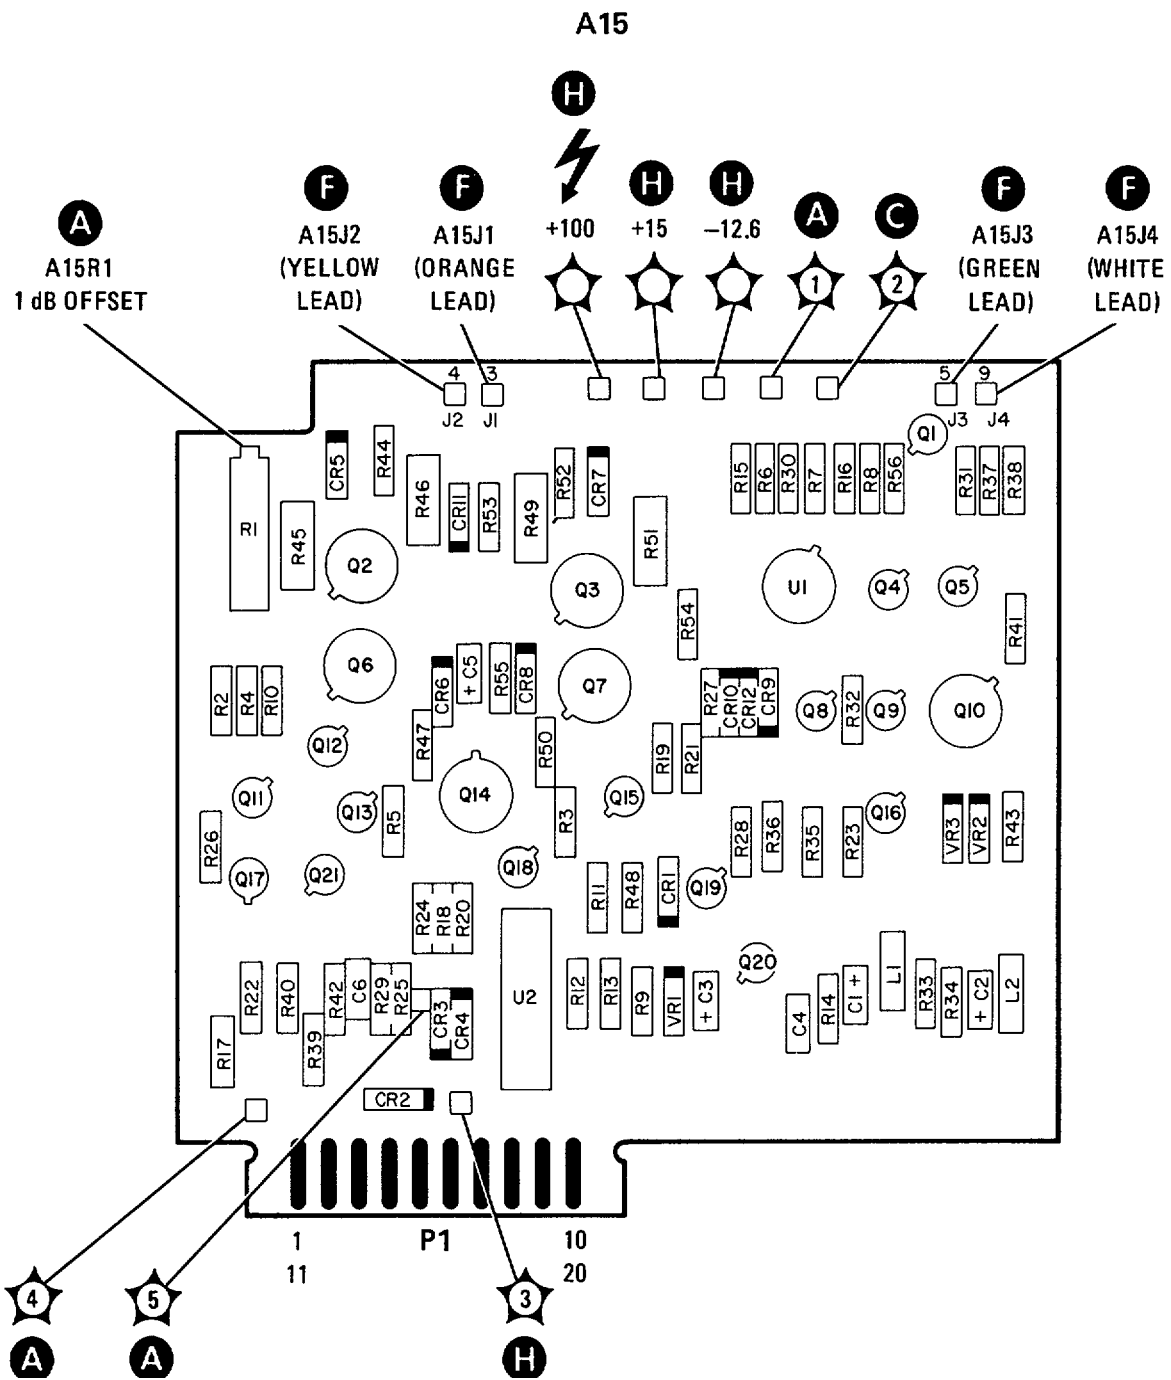 A15
H
F
F
H
H
A
C
F
F
A
A15J2
(YELLOW
LEAD)
A15J1
(ORANGE
LEAD)
+100
+15
−12.6
A15J3
(GREEN
LEAD)
A15J4
(WHITE
LEAD)
A15R1
1 dB OFFSET
1
2
4
3
5
9
J2
J1
J3
J4
Q1
CR5
R44
R46
CR11
R53
R49
R52
CR7
R51
R15
R6
R30
R7
R16
R8
R56
R31
R37
R38
R1
R45
Q2
Q3
U1
Q4
Q5
R54
R41
Q6
CR6
+ C5
R55
CR8
Q7
R27
CR10
CR12
CR9
Q8
R32
Q9
Q10
R2
R4
R10
Q12
R47
R50
R19
R21
Q11
Q13
R5
Q14
R3
Q15
R28
R36
R35
R23
Q16
VR3
VR2
R43
R26
Q17
Q21
Q18
R11
R48
CR1
Q19
R24
R18
R20
U2
Q20
R22
R40
R42
C6
R29
R25
CR3
CR4
R12
R13
R9
VR1
+ C3
C4
R14
C1 +
L1
R33
R34
+ C2
L2
R17
R39
CR2
1
P1
10
11
20
4
5
3
A
A
H